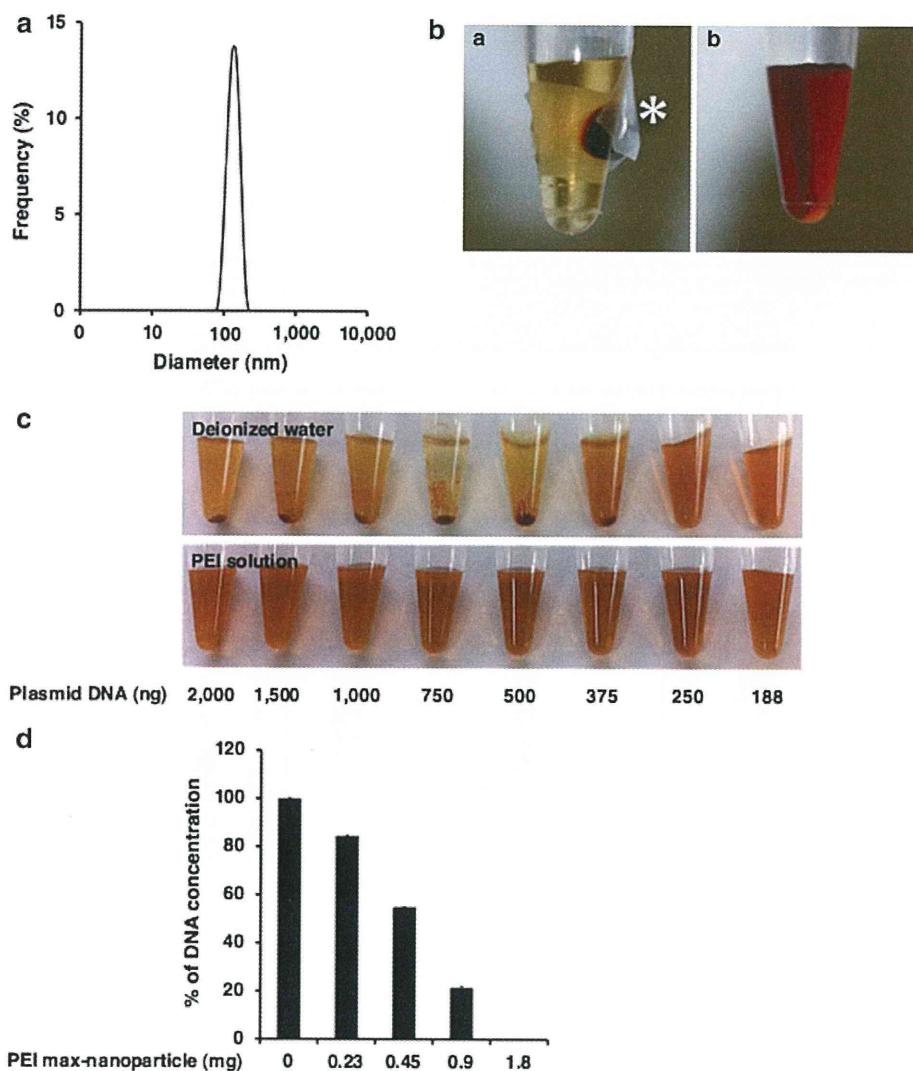 a
15
10
5
0
Frequency (%)
0 10 100 1,000 10,000
Diameter (nm)
b
a
*
b
c
Deionized water
PEI solution
Plasmid DNA (ng) 2,000 1,500 1,000 750 500 375 250 188
d
120
100
80
60
40
20
0
% of DNA concentration
PEI max-nanoparticle (mg) 0 0.23 0.45 0.9 1.8